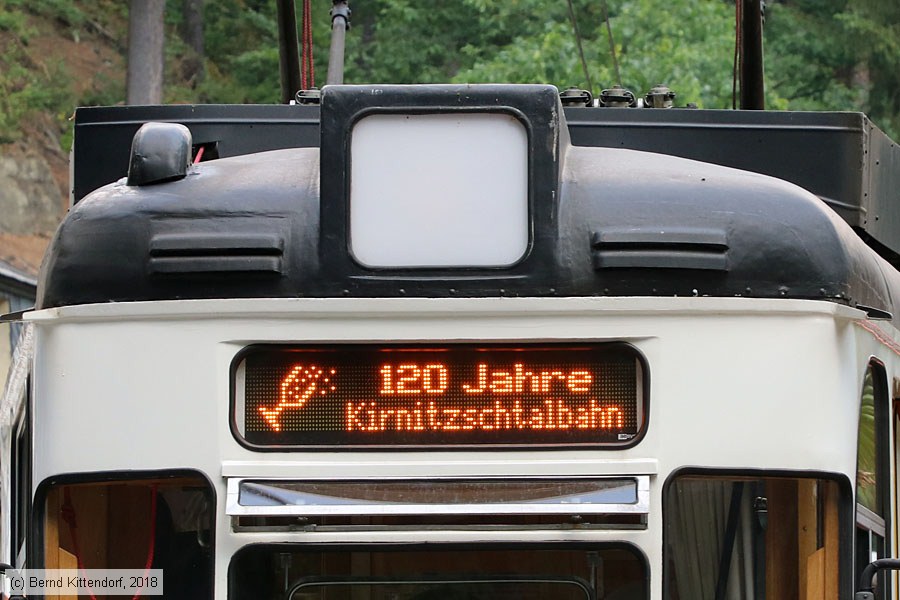 120 Jahre
Kirnitzschtalbahn
(c) Bernd Kittendorf, 2018